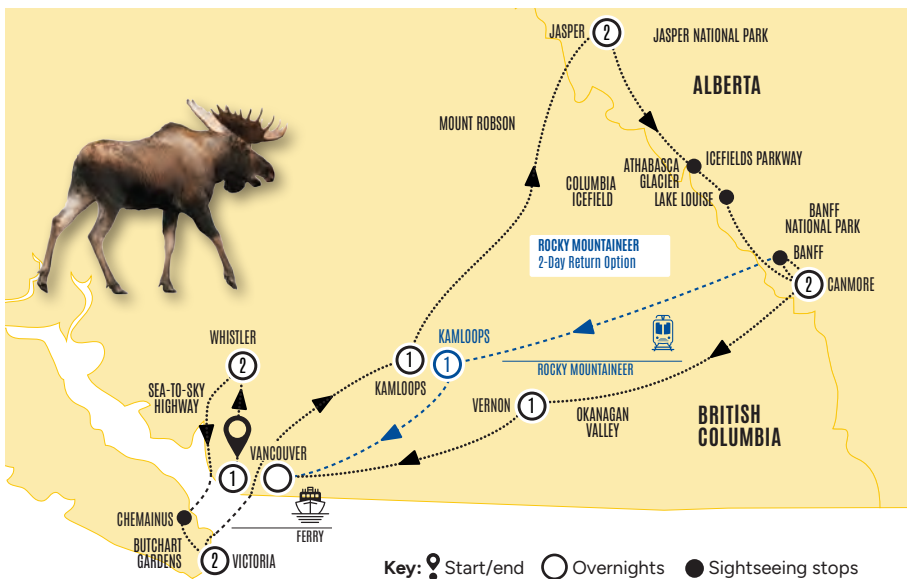 JASPER
2
JASPER NATIONAL PARK
ALBERTA
MOUNT ROBSON
ATHABASCA
GLACIER
ICEFIELDS PARKWAY
COLUMBIA
ICEFIELD
LAKE LOUISE
BANFF
NATIONAL PARK
BANFF
2
CANMORE
ROCKY MOUNTAINEER
2-Day Return Option
WHISTLER
2
KAMLOOPS
1
1
KAMLOOPS
ROCKY MOUNTAINEER
SEA-TO-SKY
HIGHWAY
VERNON
1
OKANAGAN
VALLEY
BRITISH
COLUMBIA
VANCOUVER
1
CHEMAINUS
FERRY
BUTCHART
GARDENS
2
VICTORIA
Key: Start/end Overnights Sightseeing stops